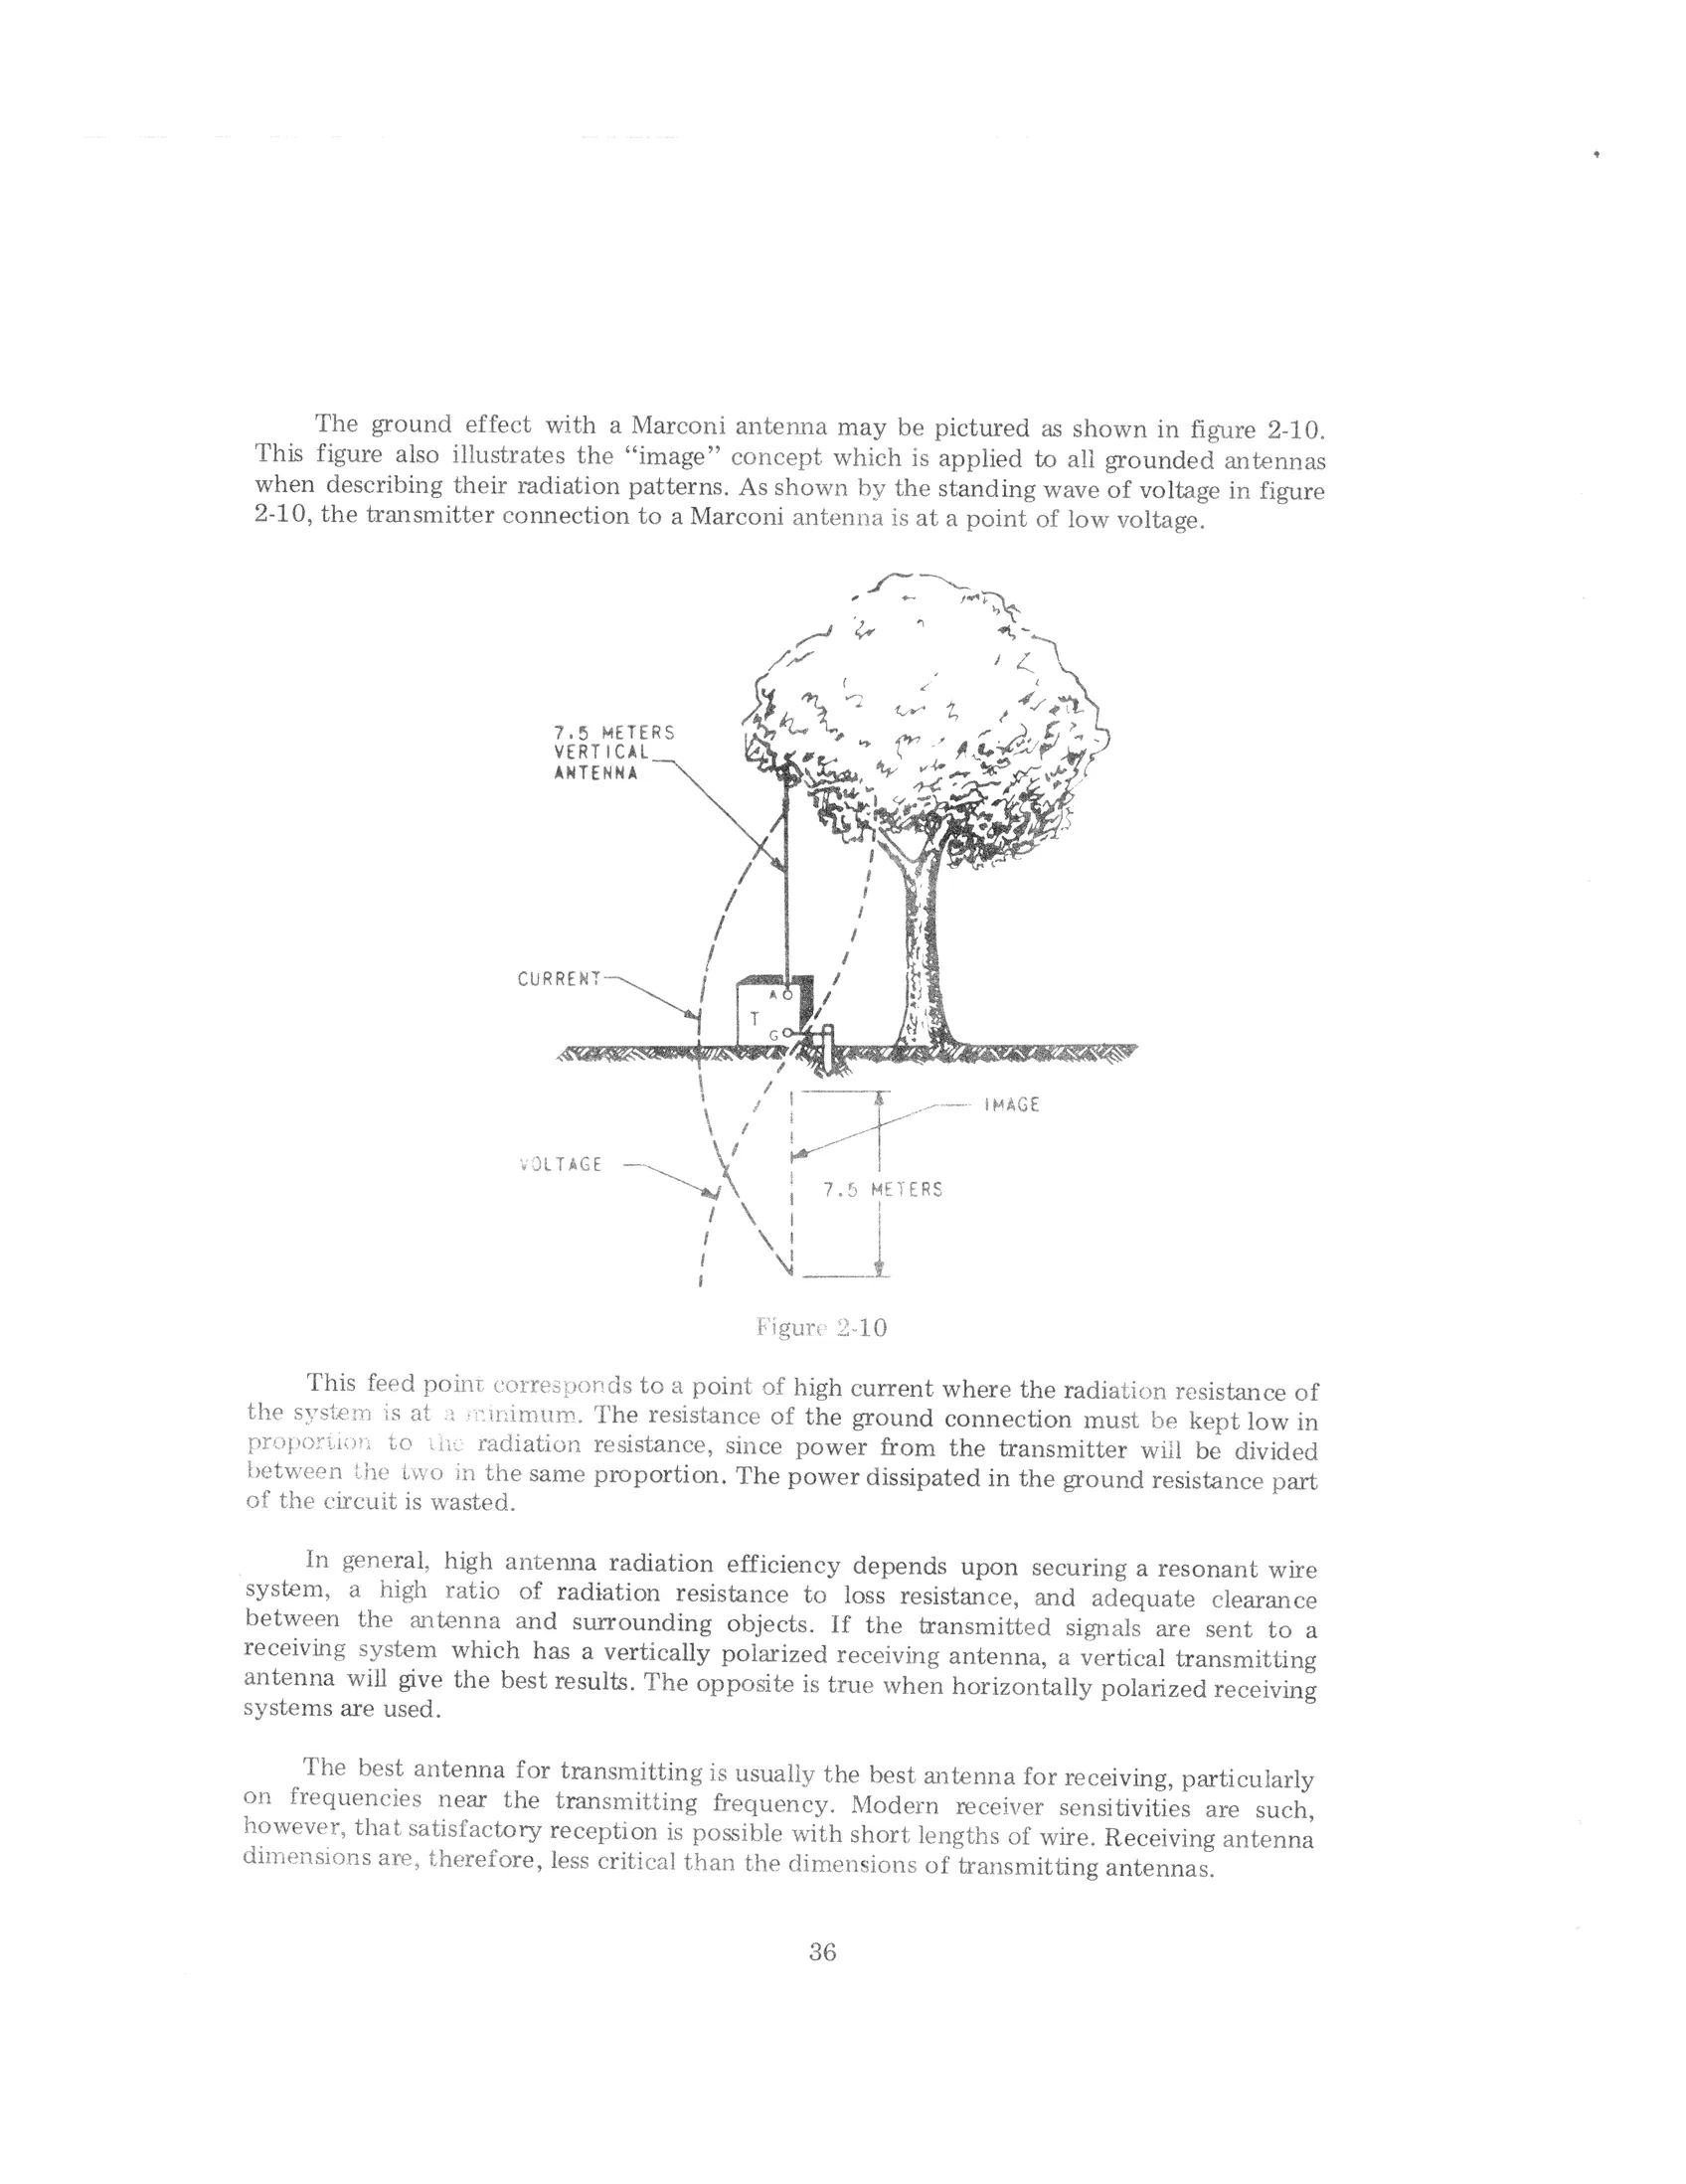 The ground effect with a Marconi antenna may be pictured as shown in figure 2-10.
This figure also illustrates the “image” concept which is applied to all grounded antennas
when describing their radiation patterns. As shown by the standing wave of voltage in figure
2-10, the transmitter connection to a Marconi antenna is at a point of low voltage.
7.5 METERS
VERTICAL
ANTENNA
CURRENT
A
T
G
IMAGE
VOLTAGE
7.5 METERS
Figure 2-10
This feed point corresponds to a point of high current where the radiation resistance of
the system is at a minimum. The resistance of the ground connection must be kept low in
proportion to the radiation resistance, since power from the transmitter will be divided
between the two in the same proportion. The power dissipated in the ground resistance part
of the circuit is wasted.
In general, high antenna radiation efficiency depends upon securing a resonant wire
system, a high ratio of radiation resistance to loss resistance, and adequate clearance
between the antenna and surrounding objects. If the transmitted signals are sent to a
receiving system which has a vertically polarized receiving antenna, a vertical transmitting
antenna will give the best results. The opposite is true when horizontally polarized receiving
systems are used.
The best antenna for transmitting is usually the best antenna for receiving, particularly
on frequencies near the transmitting frequency. Modern receiver sensitivities are such,
however, that satisfactory reception is possible with short lengths of wire. Receiving antenna
dimensions are, therefore, less critical than the dimensions of transmitting antennas.
36